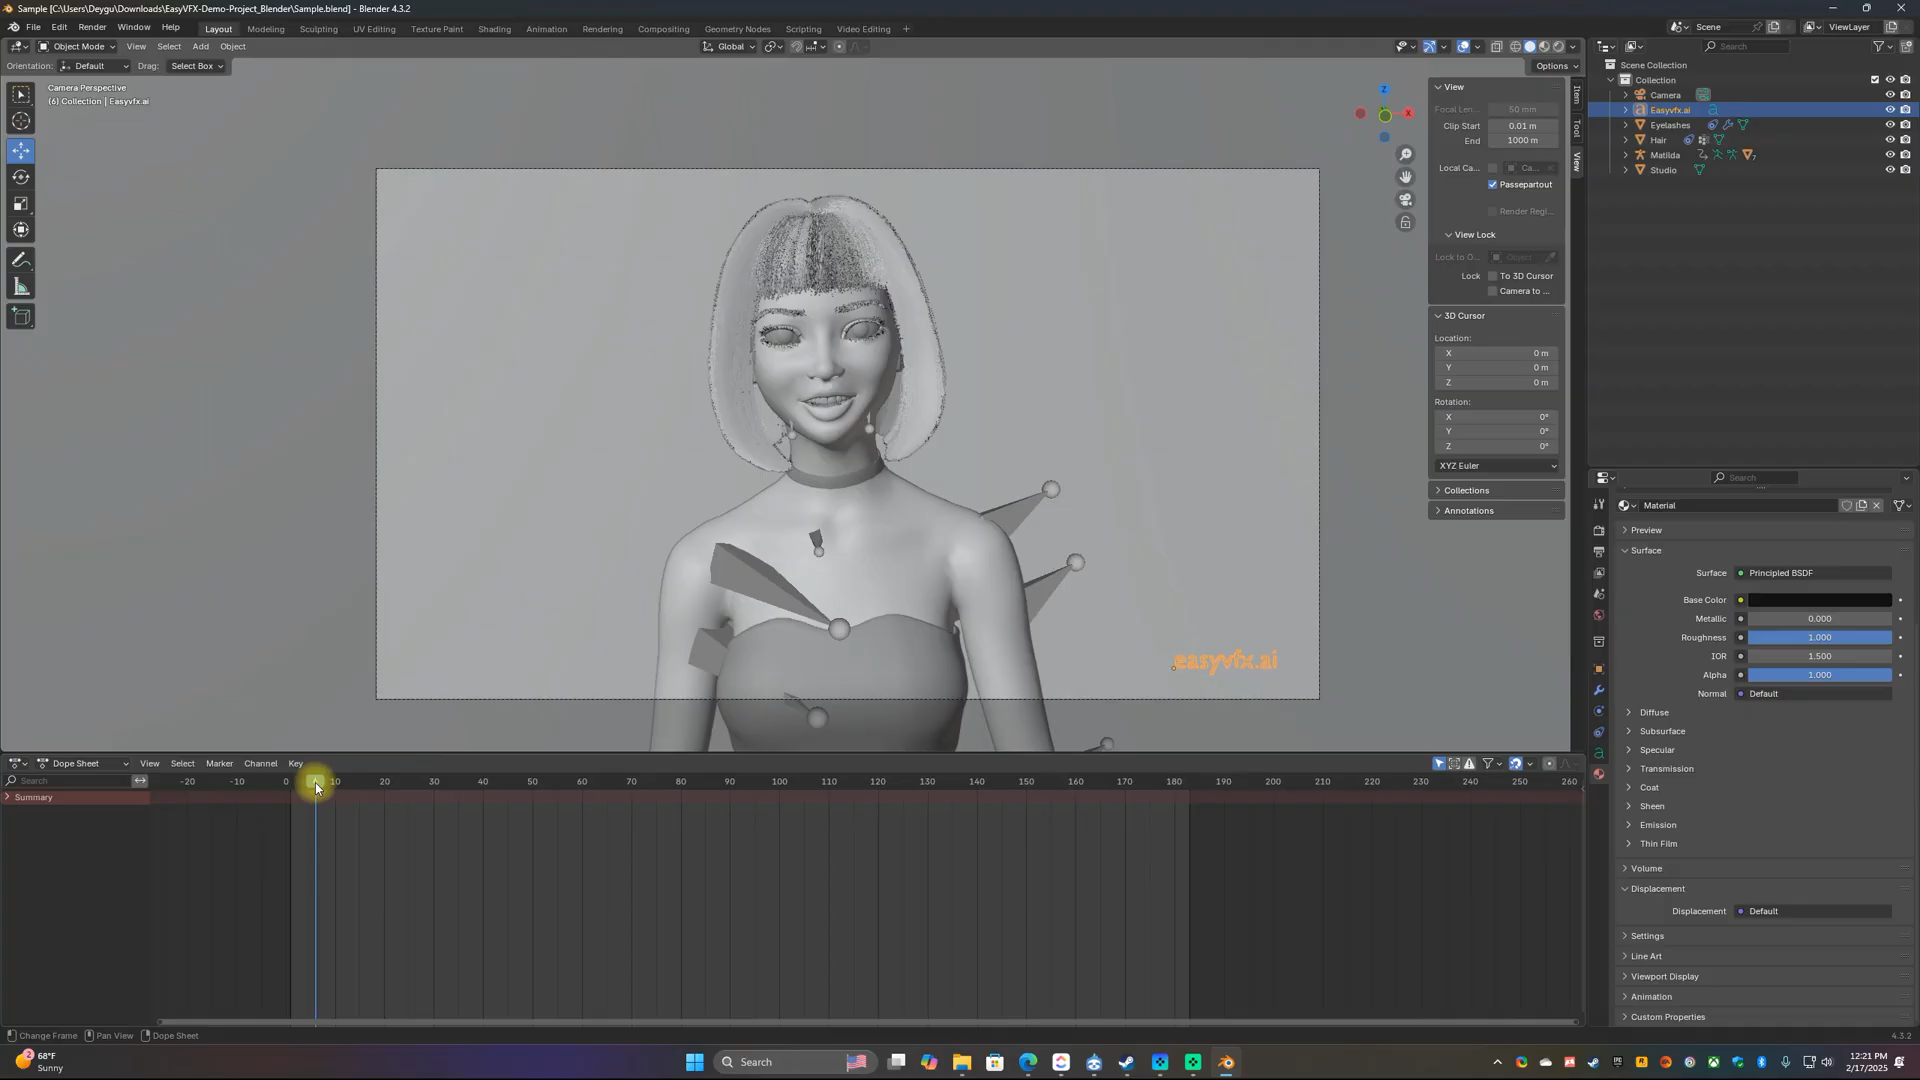 Sample [C:\Users\Deygu\Downloads\EasyVFX-Demo-Project_Blender\Sample.blend] - Blender 4.3.2
File Edit Render Window Help Layout Modeling Sculpting UV Editing Texture Paint Shading Animation Rendering Compositing Geometry Nodes Scripting Video Editing + Scene ViewLayer
Object Mode View Select Add Object Global Search
Orientation: Default Drag: Select Box Options
Camera Perspective
(6) Collection | Easyvfx.ai
View
Focal Len... 50 mm
Clip Start 0.01 m
End 1000 m
Local Ca... Ca...
Passepartout
Render Regi...
View Lock
Lock to O... Object
Lock To 3D Cursor
Camera to ...
3D Cursor
Location:
X 0 m
Y 0 m
Z 0 m
Rotation:
X 0°
Y 0°
Z 0°
XYZ Euler
Collections
Annotations
Item
Tool
View
Z
X
easyvfx.ai
Scene Collection
Collection
Camera
Easyvfx.ai
Eyelashes
Hair
Matilda 7
Studio
Search
Material
Preview
Surface
Surface Principled BSDF
Base Color
Metallic 0.000
Roughness 1.000
IOR 1.500
Alpha 1.000
Normal Default
Diffuse
Subsurface
Specular
Transmission
Coat
Sheen
Emission
Thin Film
Volume
Displacement
Displacement Default
Settings
Line Art
Viewport Display
Animation
Custom Properties
Dope Sheet View Select Marker Channel Key
Search -20 -10 0 10 20 30 40 50 60 70 80 90 100 110 120 130 140 150 160 170 180 190 200 210 220 230 240 250 260
Summary
Change Frame Pan View Dope Sheet 4.3.2
2 68°F
Sunny
Search
12:21 PM
2/17/2025